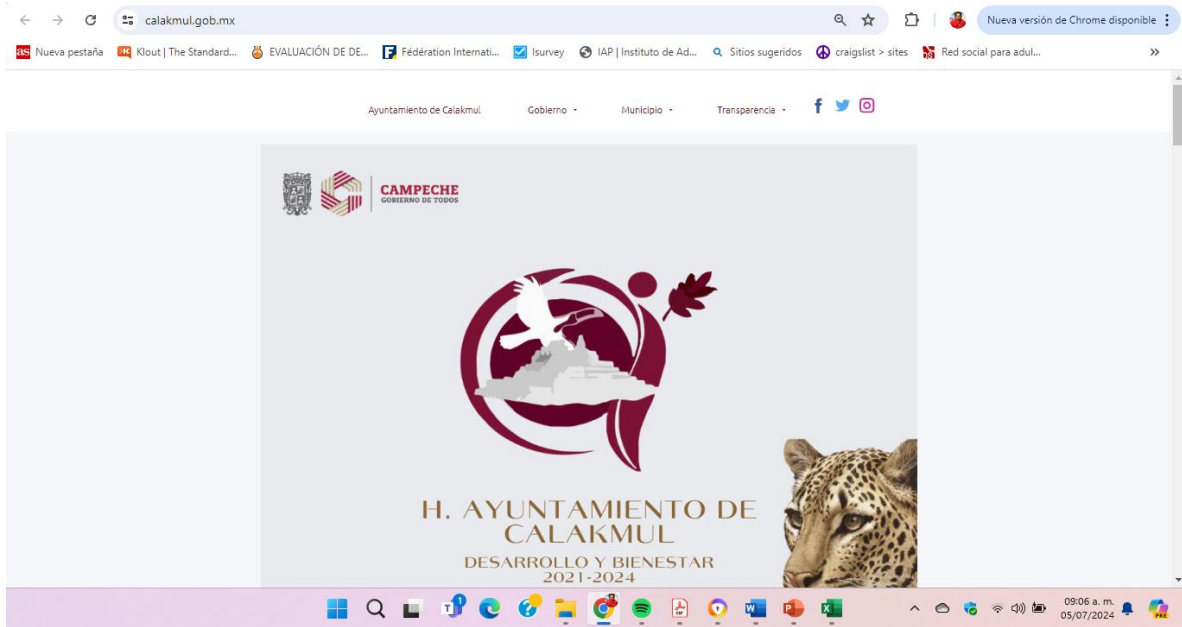 calakmul.gob.mx
Nueva versión de Chrome disponible
as Nueva pestaña
JK Klout | The Standard...
EVALUACIÓN DE DE...
Fédération Internati...
Isurvey
IAP | Instituto de Ad...
Sitios sugeridos
craigslist > sites
Red social para adul...
»
Ayuntamiento de Calakmul
Gobierno
Municipio
Transparencia
CAMPECHE
GOBIERNO DE TODOS
H. AYUNTAMIENTO DE
CALAKMUL
DESARROLLO Y BIENESTAR
2021-2024
09:06 a. m.
05/07/2024